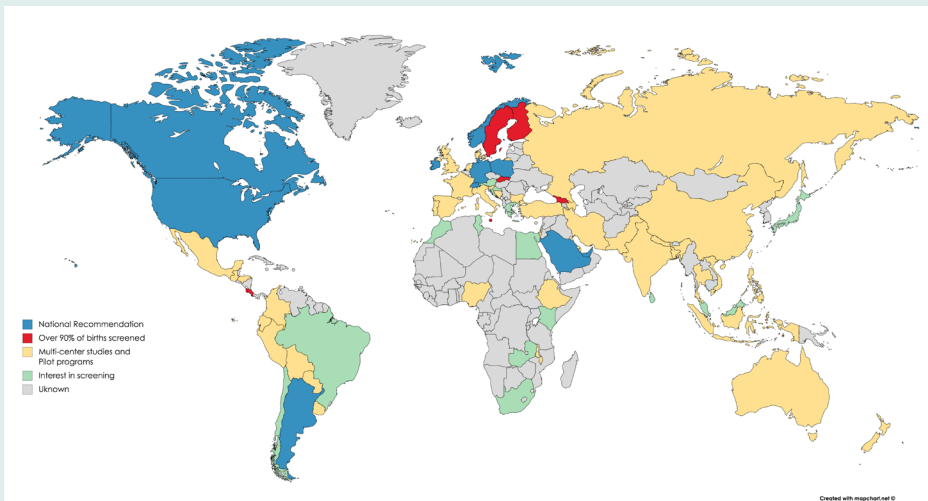 National Recommendation
Over 90% of births screened
Multi-center studies and
Pilot programs
Interest in screening
Uknown
Created with mapchart.net ©